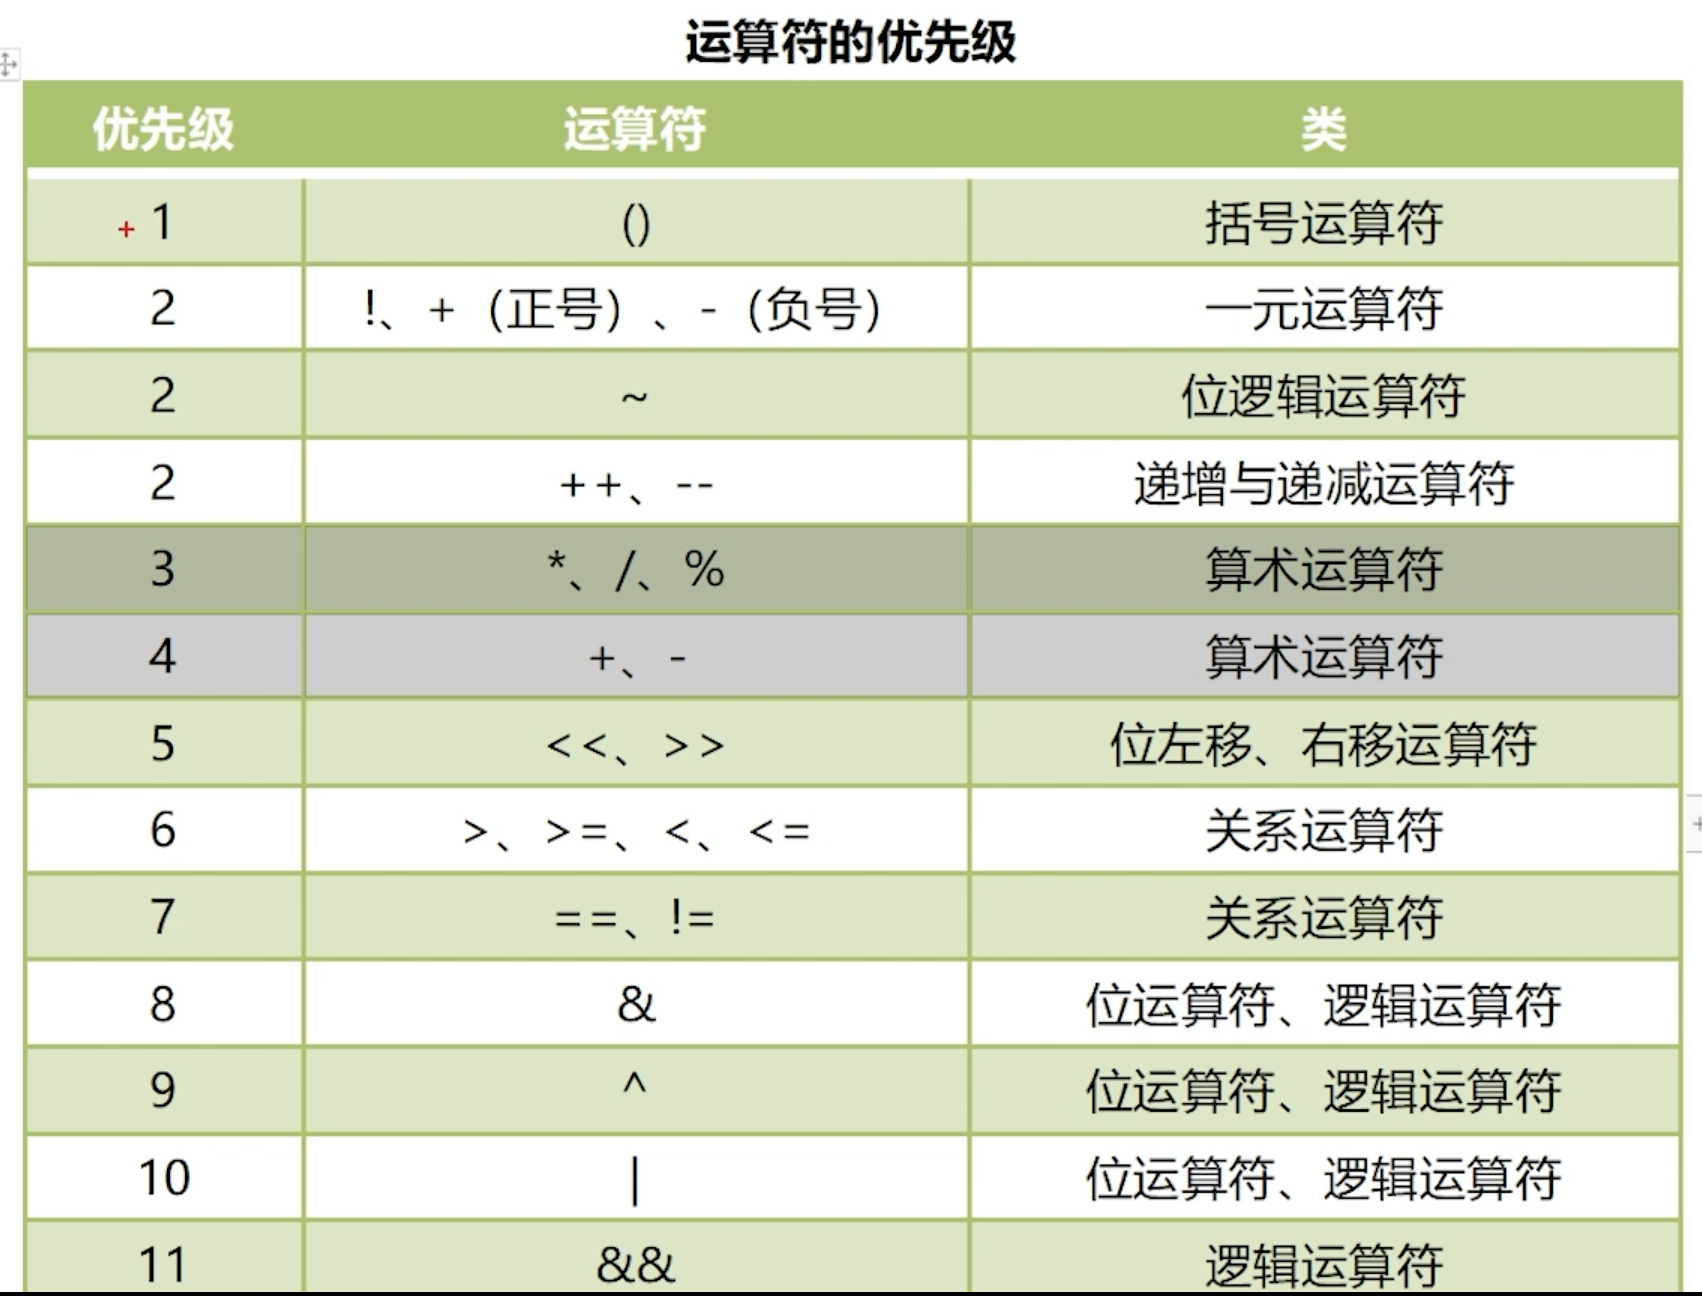 运算符的优先级
优先级 运算符 类
1 () 括号运算符
2 !、+（正号）、-（负号） 一元运算符
2 ~ 位逻辑运算符
2 ++、-- 递增与递减运算符
3 *、/、% 算术运算符
4 +、- 算术运算符
5 <<、>> 位左移、右移运算符
6 >、>=、<、<= 关系运算符
7 ==、!= 关系运算符
8 & 位运算符、逻辑运算符
9 ^ 位运算符、逻辑运算符
10 | 位运算符、逻辑运算符
11 && 逻辑运算符